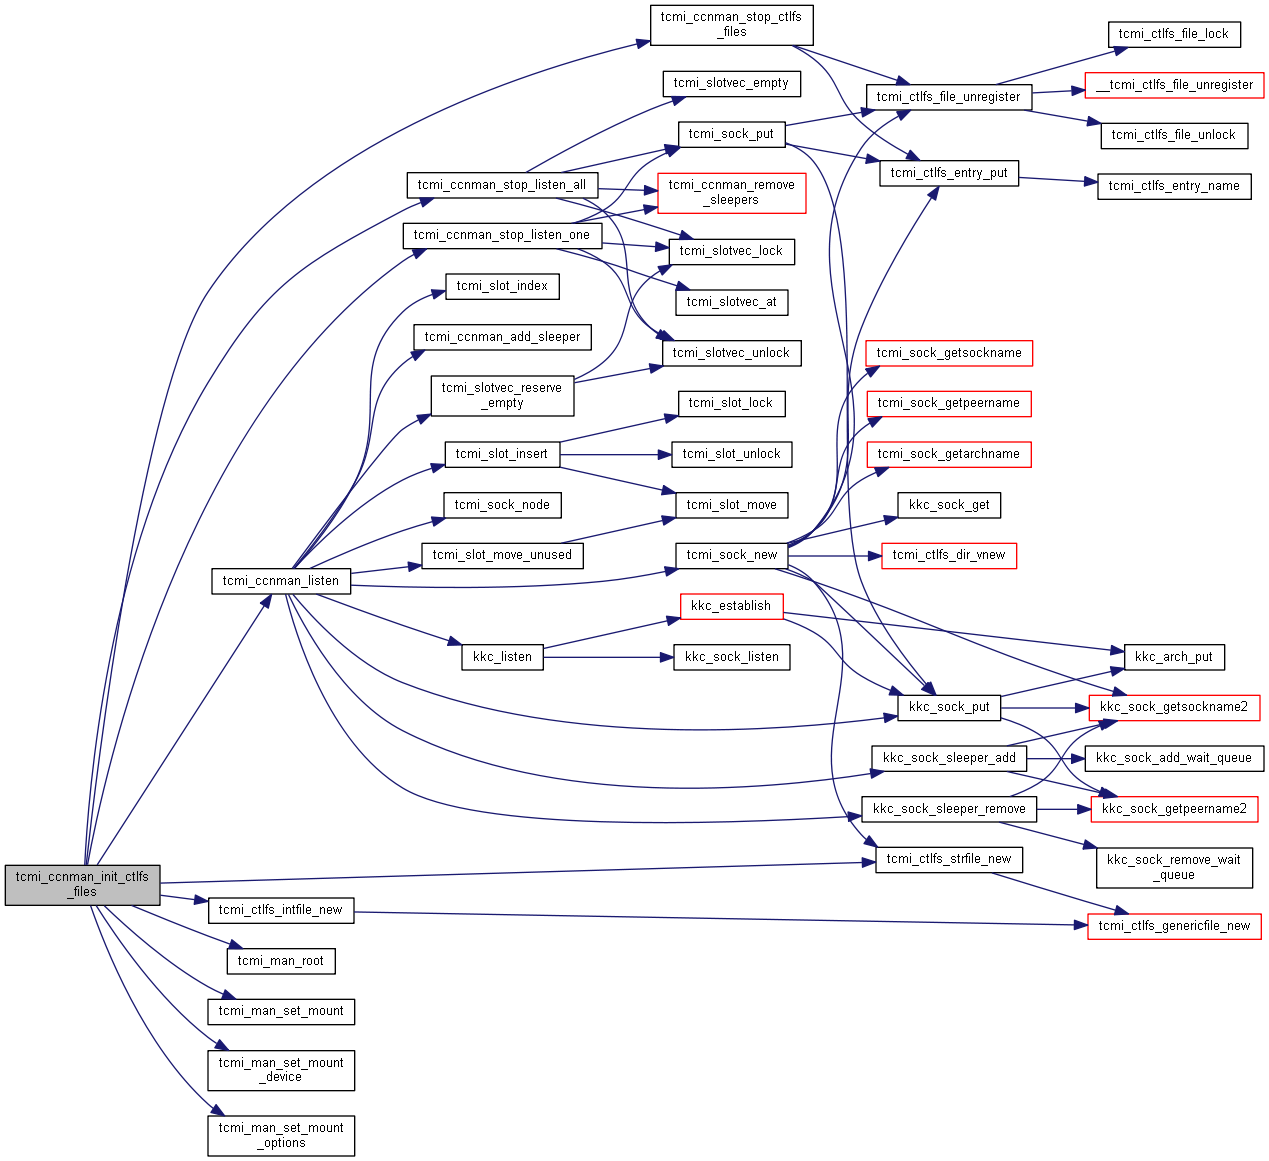 tcmi_ccnman_stop_ctlfs
_files
tcmi_ctlfs_file_lock
tcmi_slotvec_empty
__tcmi_ctlfs_file_unregister
tcmi_ctlfs_file_unregister
tcmi_sock_put
tcmi_ctlfs_file_unlock
tcmi_ctlfs_entry_put
tcmi_ccnman_stop_listen_all
tcmi_ccnman_remove
_sleepers
tcmi_ctlfs_entry_name
tcmi_ccnman_stop_listen_one
tcmi_slotvec_lock
tcmi_slot_index
tcmi_slotvec_at
tcmi_ccnman_add_sleeper
tcmi_slotvec_unlock
tcmi_sock_getsockname
tcmi_slotvec_reserve
_empty
tcmi_slot_lock
tcmi_sock_getpeername
tcmi_slot_insert
tcmi_slot_unlock
tcmi_sock_getarchname
tcmi_sock_node
tcmi_slot_move
kkc_sock_get
tcmi_slot_move_unused
tcmi_sock_new
tcmi_ctlfs_dir_vnew
tcmi_ccnman_listen
kkc_establish
kkc_listen
kkc_sock_listen
kkc_arch_put
kkc_sock_put
kkc_sock_getsockname2
kkc_sock_sleeper_add
kkc_sock_add_wait_queue
kkc_sock_sleeper_remove
kkc_sock_getpeername2
tcmi_ctlfs_strfile_new
kkc_sock_remove_wait
_queue
tcmi_ccnman_init_ctlfs
_files
tcmi_ctlfs_intfile_new
tcmi_ctlfs_genericfile_new
tcmi_man_root
tcmi_man_set_mount
tcmi_man_set_mount
_device
tcmi_man_set_mount
_options